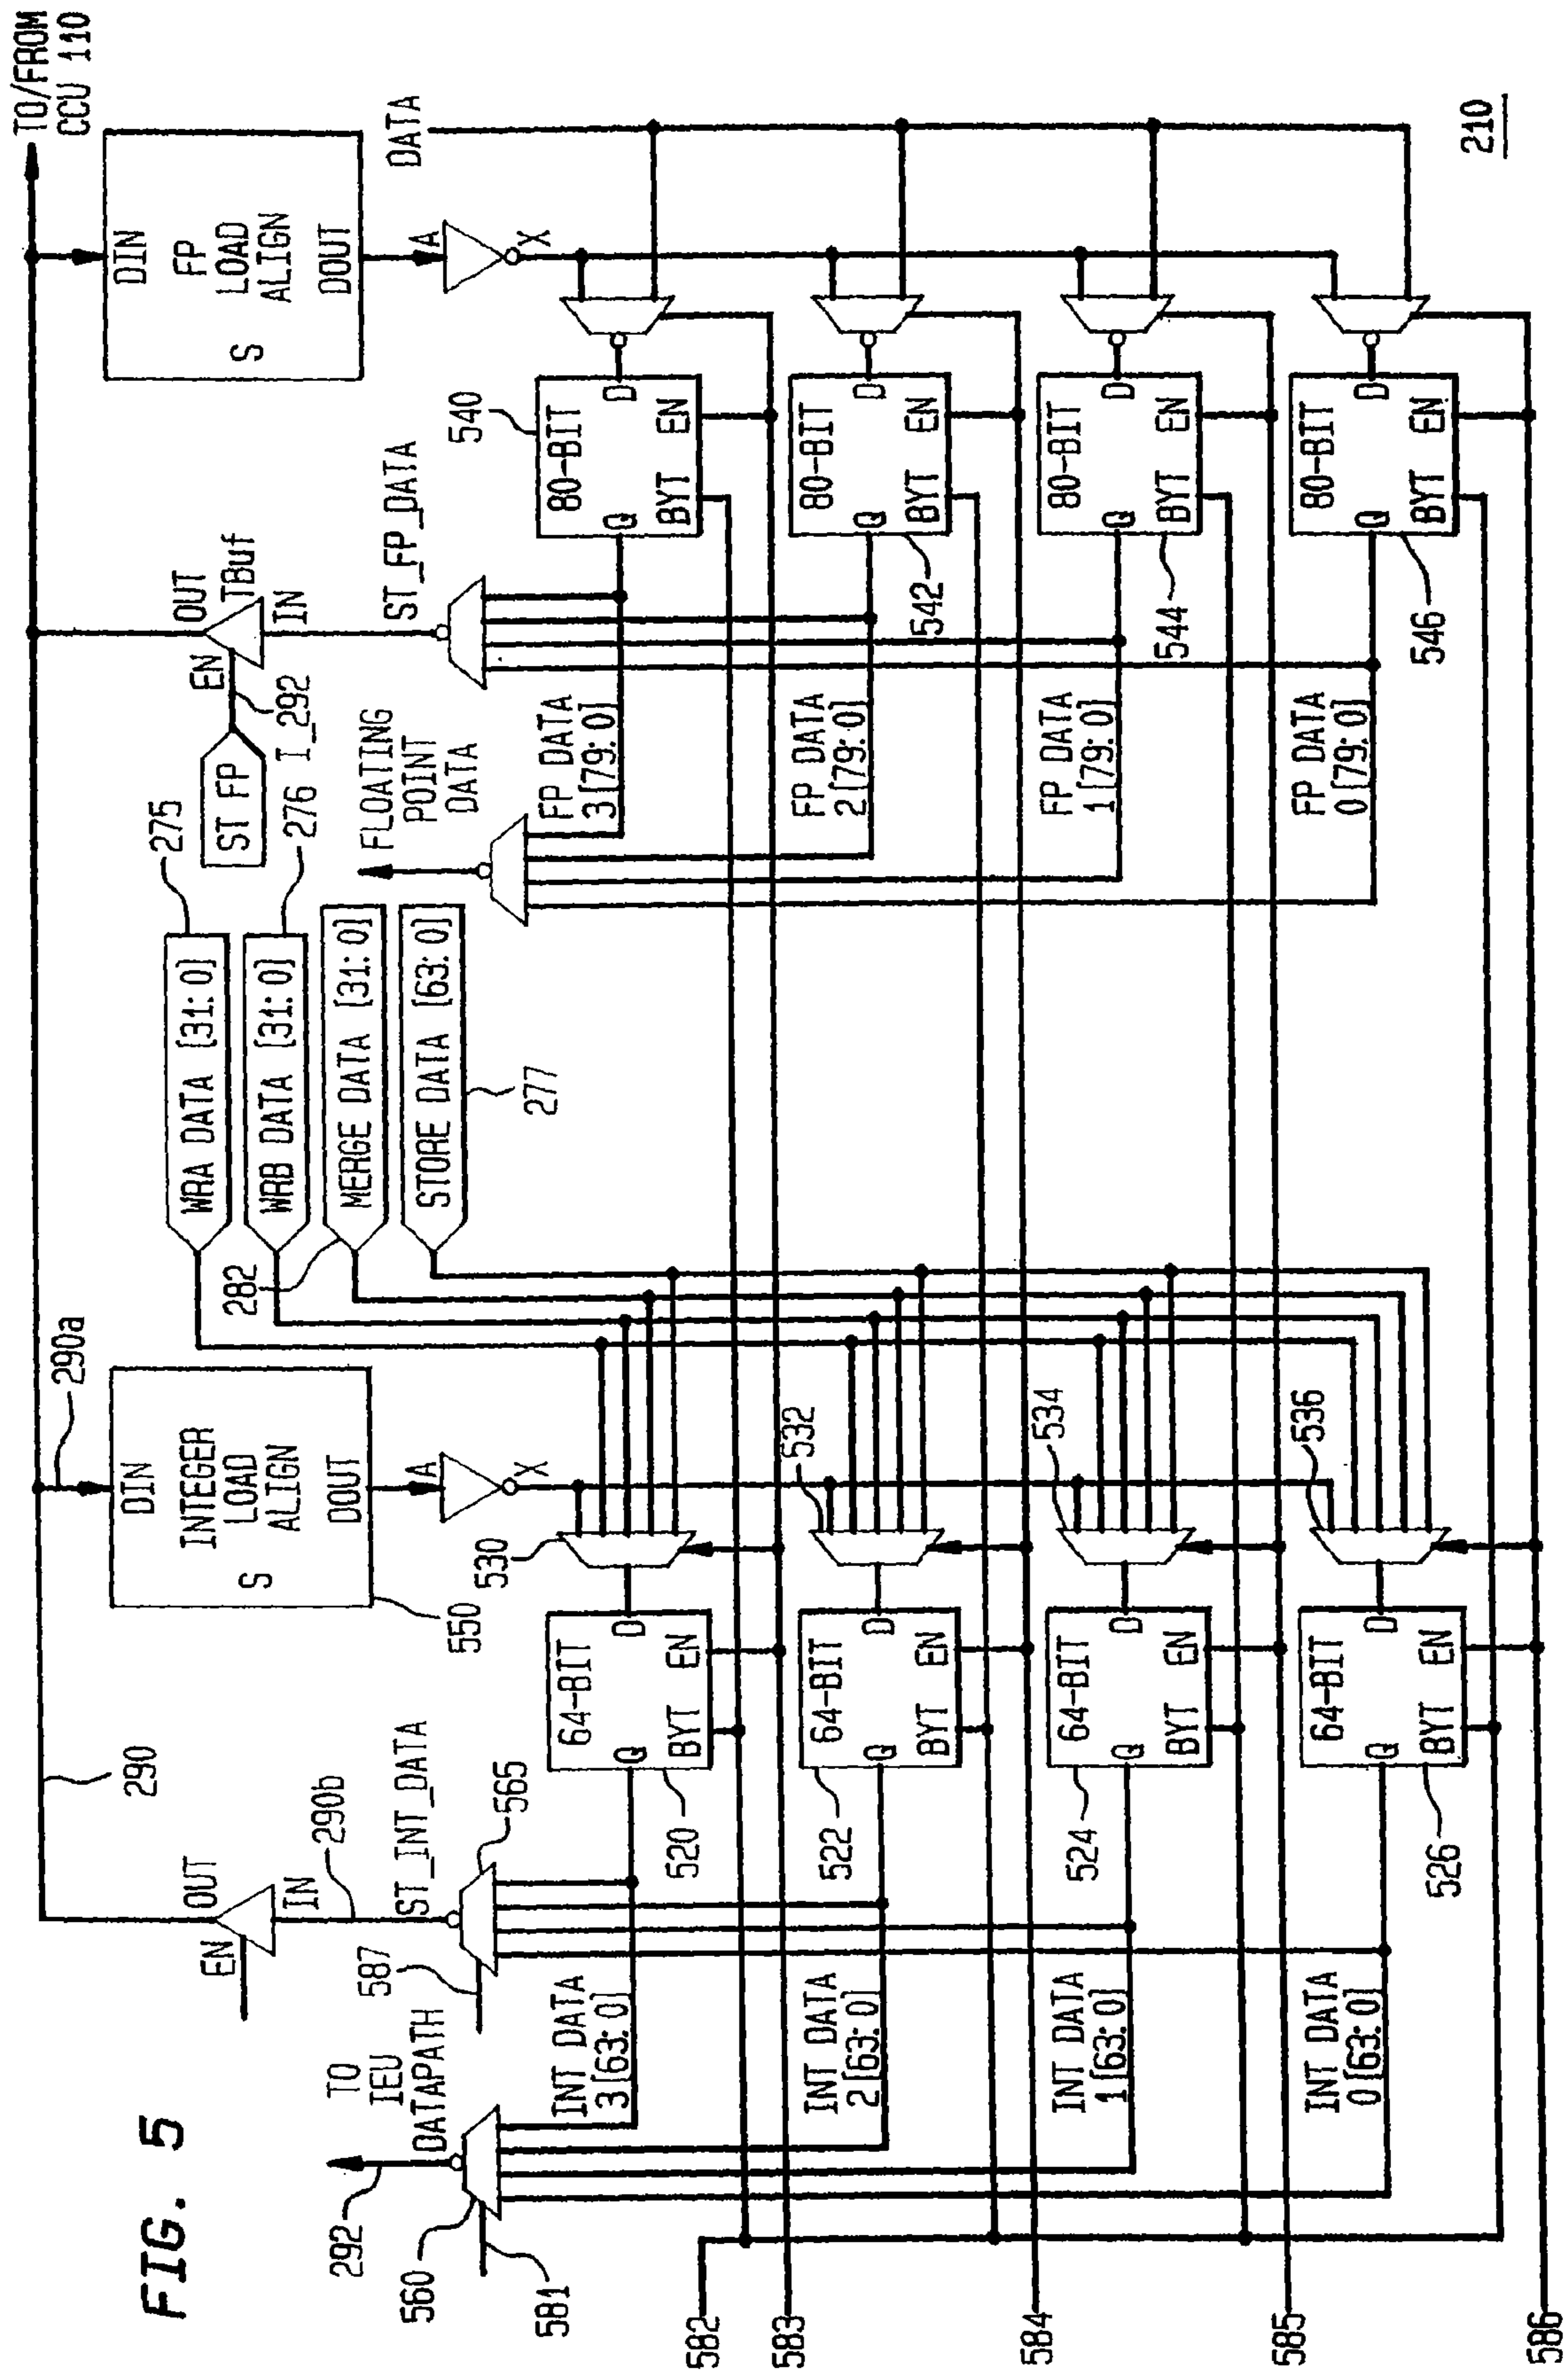 FIG. 5
TO/FROM
CCU 110
290
290a
290b
EN
OUT
IN
587
ST_INT_DATA
565
292
TO
IEU
DATAPATH
560
581
DIN
INTEGER
LOAD
ALIGN
S
DOUT
550
A
X
WRA DATA [31:0]
275
WRB DATA [31:0]
276
MERGE DATA [31:0]
282
STORE DATA [63:0]
277
ST FP
EN
OUT
TBuf
IN
292
I_292
ST_FP_DATA
FLOATING
POINT
DATA
DIN
FP
LOAD
ALIGN
S
DOUT
A
X
DATA
INT DATA
3[63:0]
64-BIT
Q
D
BYT
EN
520
530
FP DATA
3[79:0]
80-BIT
Q
D
BYT
EN
540
INT DATA
2[63:0]
64-BIT
Q
D
BYT
EN
522
532
FP DATA
2[79:0]
80-BIT
Q
D
BYT
EN
542
INT DATA
1[63:0]
64-BIT
Q
D
BYT
EN
524
534
FP DATA
1[79:0]
80-BIT
Q
D
BYT
EN
544
INT DATA
0[63:0]
64-BIT
Q
D
BYT
EN
526
536
FP DATA
0[79:0]
80-BIT
Q
D
BYT
EN
546
582
583
584
585
586
210